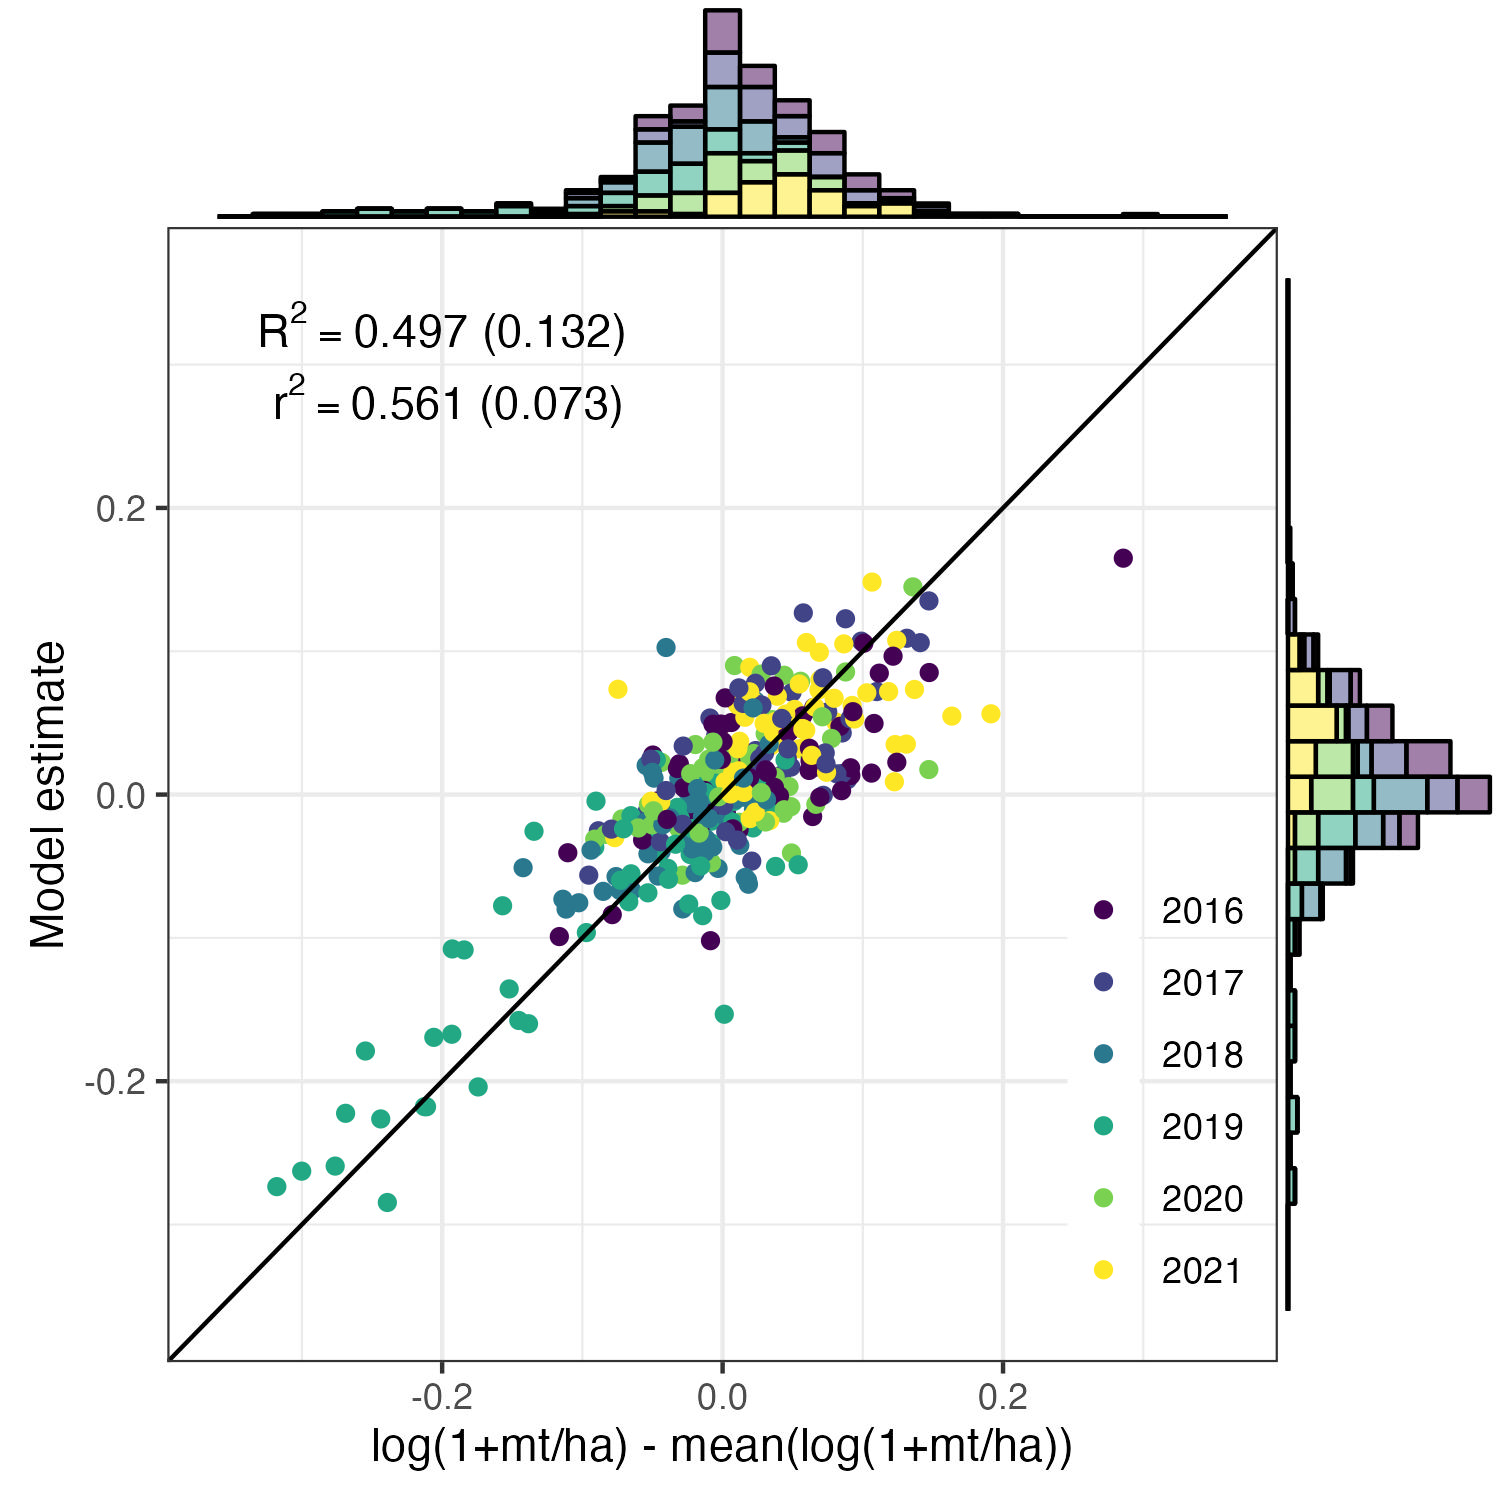 R² = 0.497 (0.132)
r² = 0.561 (0.073)
Model estimate
0.2
0.0
-0.2
2016
2017
2018
2019
2020
2021
-0.2 0.0 0.2
log(1+mt/ha) - mean(log(1+mt/ha))